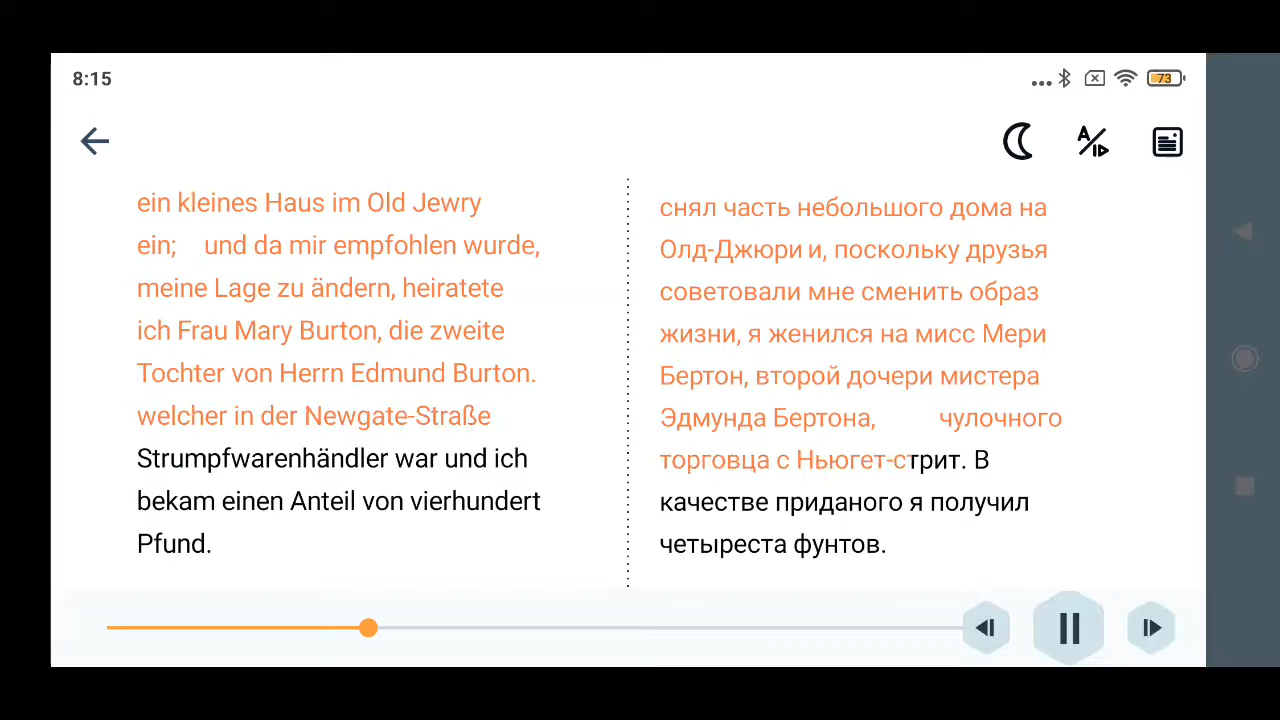 8:15
73
ein kleines Haus im Old Jewry
ein; und da mir empfohlen wurde,
meine Lage zu ändern, heiratete
ich Frau Mary Burton, die zweite
Tochter von Herrn Edmund Burton.
welcher in der Newgate-Straße
Strumpfwarenhändler war und ich
bekam einen Anteil von vierhundert
Pfund.
снял часть небольшого дома на
Олд-Джюри и, поскольку друзья
советовали мне сменить образ
жизни, я женился на мисс Мери
Бертон, второй дочери мистера
Эдмунда Бертона, чулочного
торговца с Ньюгет-стрит. В
качестве приданого я получил
четыреста фунтов.